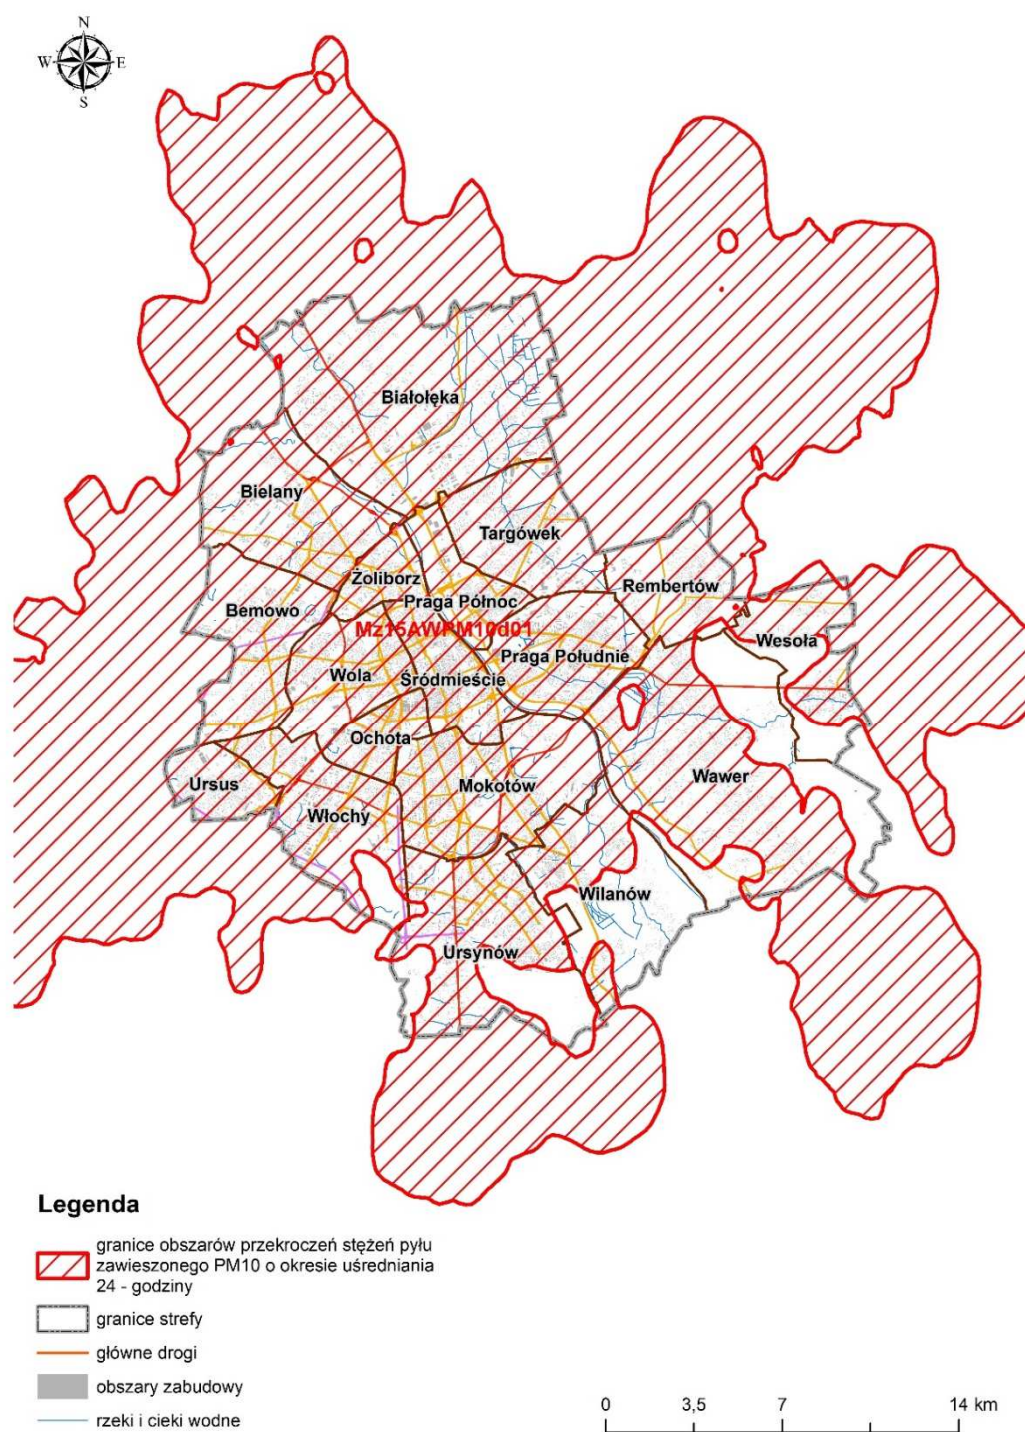 N
W E
S
Białołęka
Bielany
Targówek
Żoliborz
Rembertów
Bemowo
Praga Północ
Mz15AWPM10d01
Wesoła
Praga Południe
Wola
Śródmieście
Ochota
Wawer
Ursus
Mokotów
Włochy
Wilanów
Ursynów
Legenda
granice obszarów przekroczeń stężeń pyłu
zawieszonego PM10 o okresie uśredniania
24 - godziny
granice strefy
główne drogi
obszary zabudowy
rzeki i cieki wodne
0 3,5 7 14 km